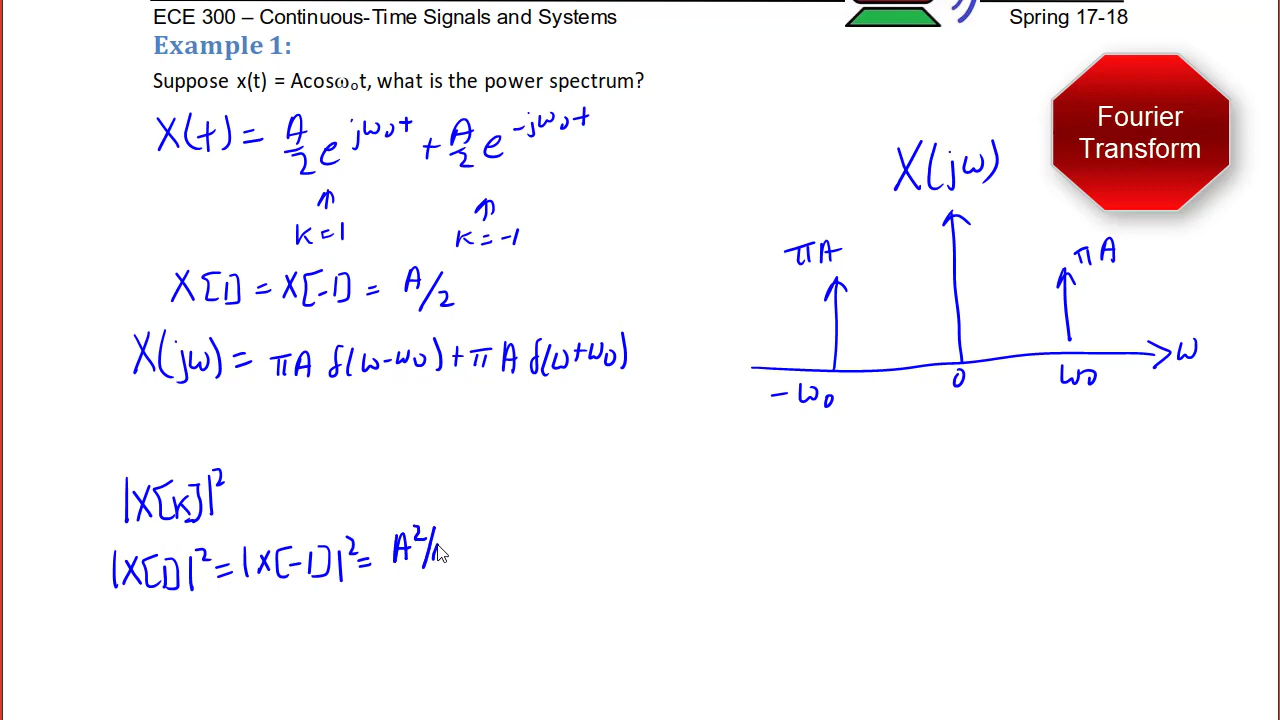 ECE 300 – Continuous-Time Signals and Systems Spring 17-18
Example 1:
Suppose x(t) = Acosω₀t, what is the power spectrum?
Fourier
Transform
x(t) = A/2 e^jω₀t + A/2 e^-jω₀t
↑ ↑
K=1 K=-1
X[1] = X[-1] = A/2
X(jω) = πA δ(ω-ω₀) + πA δ(ω+ω₀)
X(jω)
πA πA
-ω₀ 0 ω₀ ω
|X[K]|²
|X[1]|² = |X[-1]|² = A²/